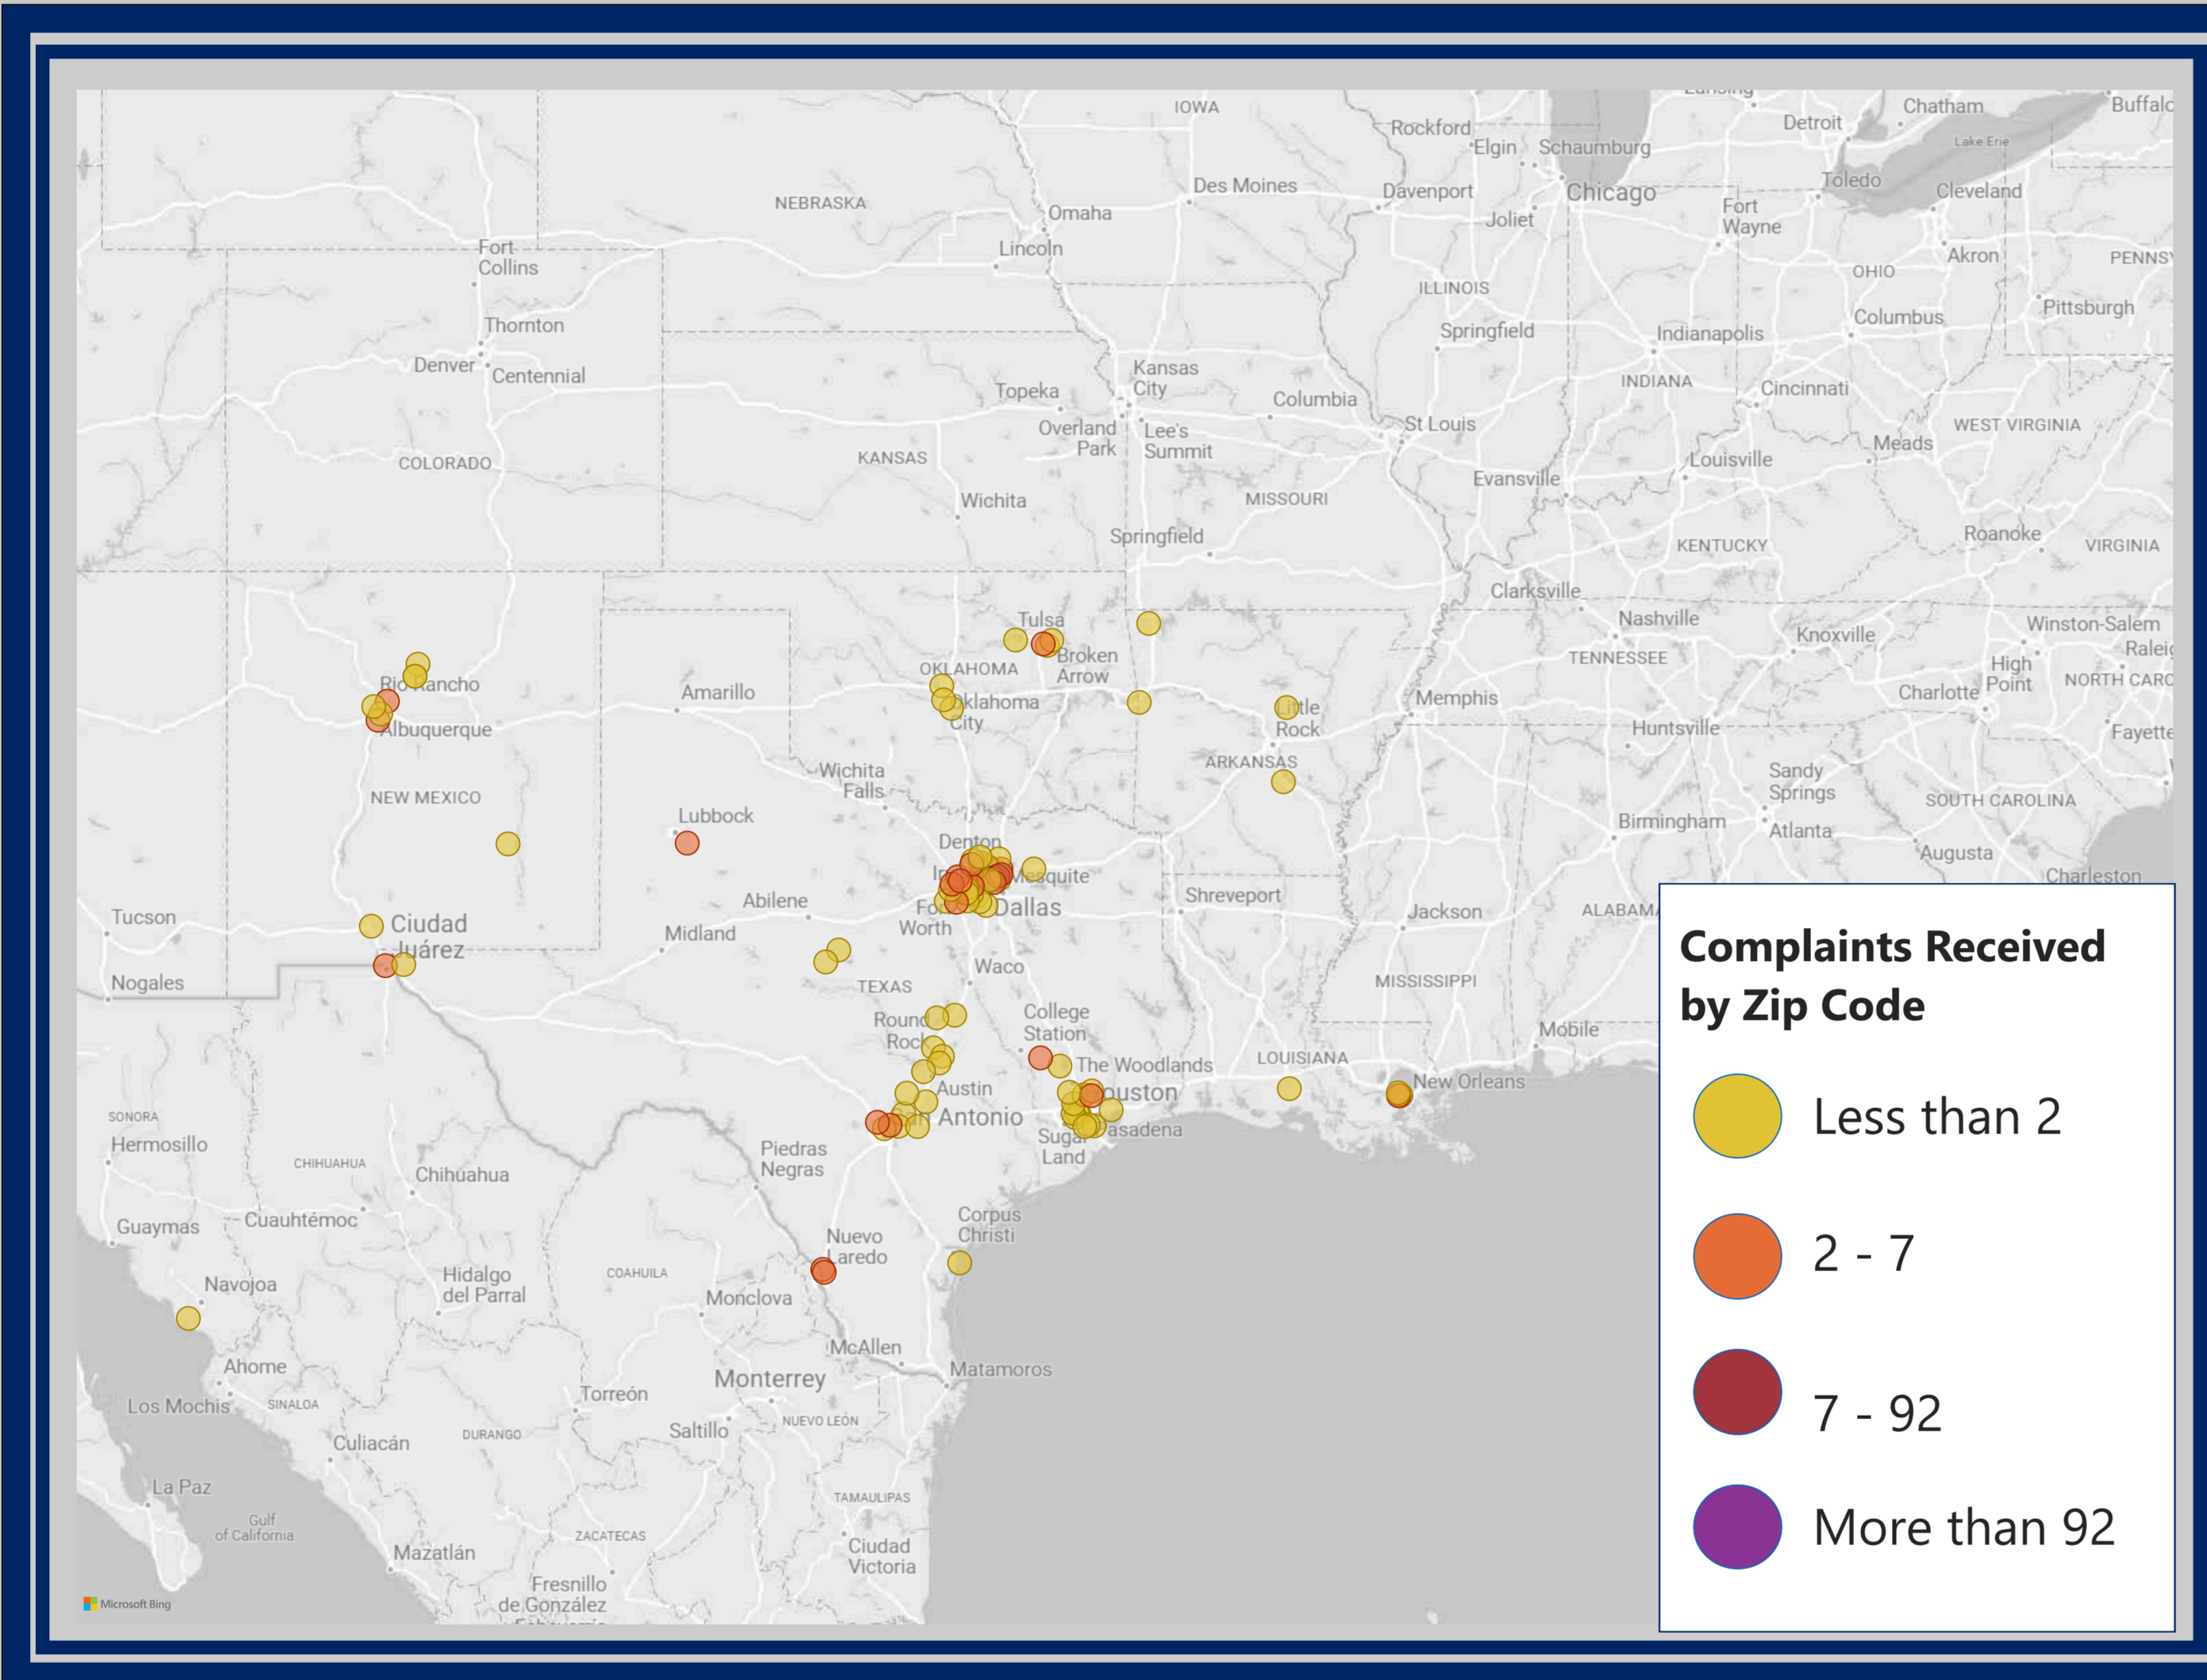 IOWA
Rockford
Elgin
Schaumburg
Chicago
Detroit
Chatham
Lake Erie
Toledo
Cleveland
NEBRASKA
Omaha
Des Moines
Davenport
Joliet
Fort
Wayne
Akron
Lincoln
Fort
Collins
ILLINOIS
OHIO
Pittsburgh
Thornton
Springfield
Indianapolis
Columbus
Denver
Centennial
Topeka
Kansas
City
INDIANA
Cincinnati
Columbia
Overland
Park
Lee's
Summit
St Louis
WEST VIRGINIA
Meads
COLORADO
KANSAS
Louisville
Evansville
Wichita
MISSOURI
Springfield
KENTUCKY
Roanoke
VIRGINIA
Clarksville
Nashville
Tulsa
Knoxville
Winston-Salem
Broken
Arrow
OKLAHOMA
TENNESSEE
High
Point
Rio Rancho
Amarillo
Oklahoma
City
Memphis
Charlotte
Albuquerque
Little
Rock
Huntsville
ARKANSAS
Wichita
Falls
Sandy
Springs
NEW MEXICO
SOUTH CAROLINA
Lubbock
Birmingham
Atlanta
Denton
Augusta
Mesquite
Charleston
Shreveport
Abilene
Fort
Worth
Dallas
Jackson
Tucson
Ciudad
Juárez
Midland
Nogales
Waco
TEXAS
MISSISSIPPI
Round
Rock
College
Station
Mobile
The Woodlands
LOUISIANA
Austin
Houston
New Orleans
San Antonio
SONORA
Hermosillo
Sugar
Land
Pasadena
Piedras
Negras
CHIHUAHUA
Chihuahua
Guaymas
Cuauhtémoc
Corpus
Christi
Nuevo
Laredo
Navojoa
Hidalgo
del Parral
COAHUILA
Monclova
McAllen
Ahome
Matamoros
Monterrey
Los Mochis
SINALOA
Torreón
Saltillo
NUEVO LEÓN
Culiacán
DURANGO
La Paz
TAMAULIPAS
Gulf
of California
ZACATECAS
Ciudad
Victoria
Mazatlán
Fresnillo
de González
Microsoft Bing
Complaints Received
by Zip Code
Less than 2
2 - 7
7 - 92
More than 92